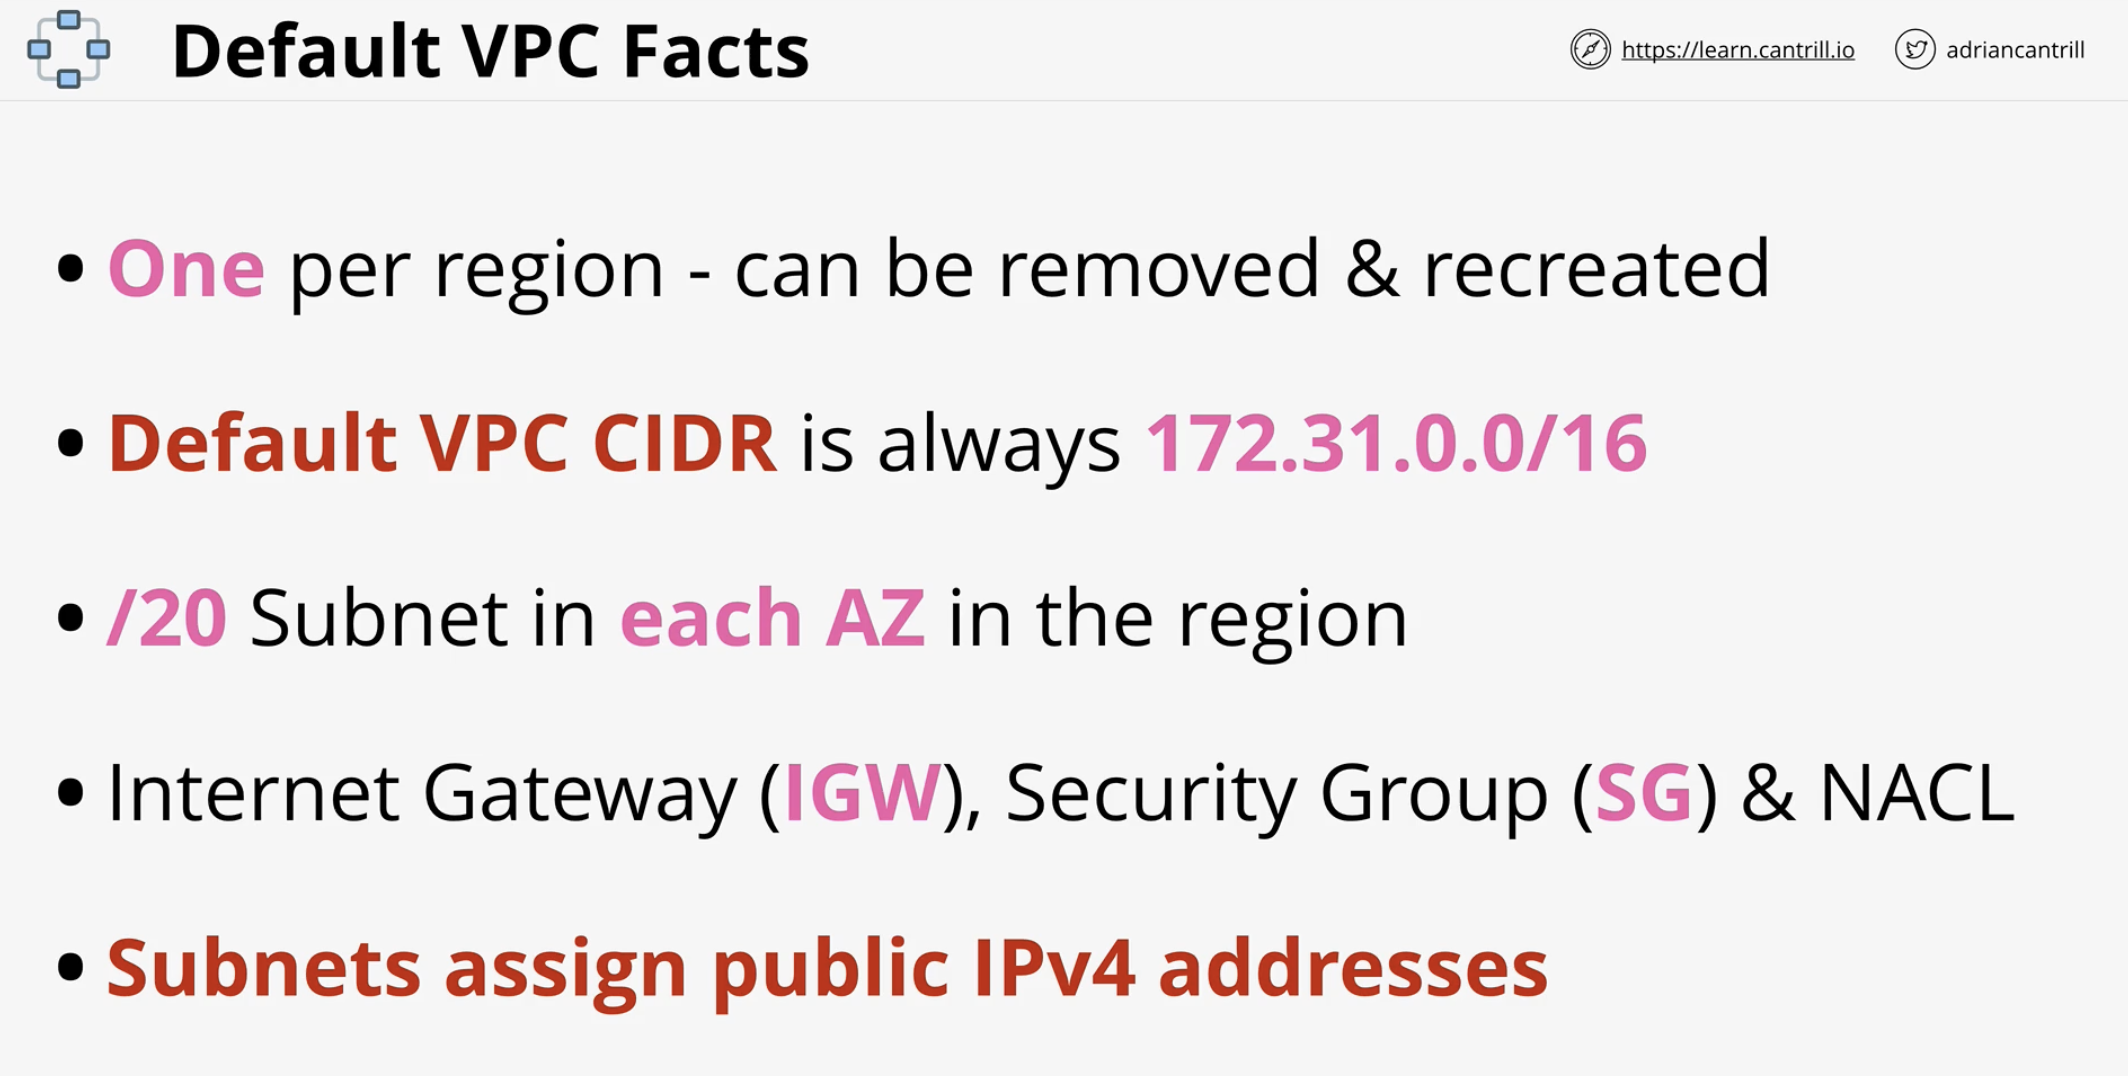 Default VPC Facts
https://learn.cantrill.io
adriancantrill
• One per region - can be removed & recreated
• Default VPC CIDR is always 172.31.0.0/16
• /20 Subnet in each AZ in the region
• Internet Gateway (IGW), Security Group (SG) & NACL
• Subnets assign public IPv4 addresses